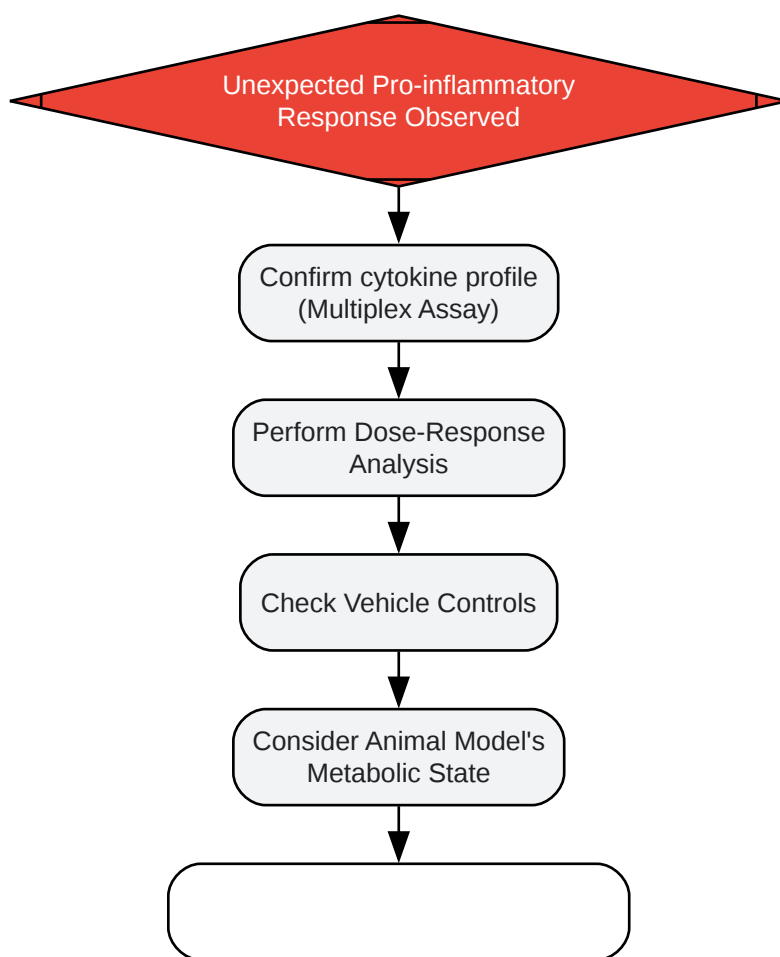 Unexpected Pro-inflammatory
Response Observed
Confirm cytokine profile
(Multiplex Assay)
Perform Dose-Response
Analysis
Check Vehicle Controls
Consider Animal Model's
Metabolic State